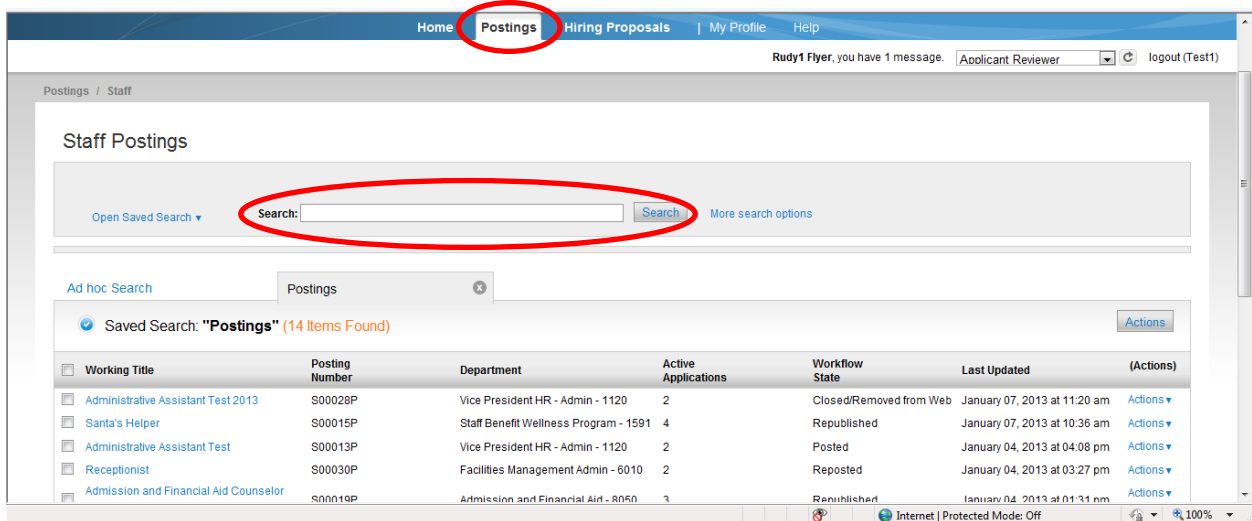 Home Postings Hiring Proposals | My Profile Help
Rudy1 Flyer, you have 1 message. Applicant Reviewer logout (Test1)
Postings / Staff
Staff Postings
Open Saved Search ▾ Search: Search More search options
Ad hoc Search Postings
Saved Search: "Postings" (14 Items Found) Actions
Working Title Posting Number Department Active Applications Workflow State Last Updated (Actions)
Administrative Assistant Test 2013 S00028P Vice President HR - Admin - 1120 2 Closed/Removed from Web January 07, 2013 at 11:20 am Actions ▾
Santa's Helper S00015P Staff Benefit Wellness Program - 1591 4 Republished January 07, 2013 at 10:36 am Actions ▾
Administrative Assistant Test S00013P Vice President HR - Admin - 1120 2 Posted January 04, 2013 at 04:08 pm Actions ▾
Receptionist S00030P Facilities Management Admin - 6010 2 Reposted January 04, 2013 at 03:27 pm Actions ▾
Admission and Financial Aid Counselor S00019P Admission and Financial Aid - 8050 3 Republished January 04, 2013 at 01:31 pm Actions ▾
Internet | Protected Mode: Off 100%